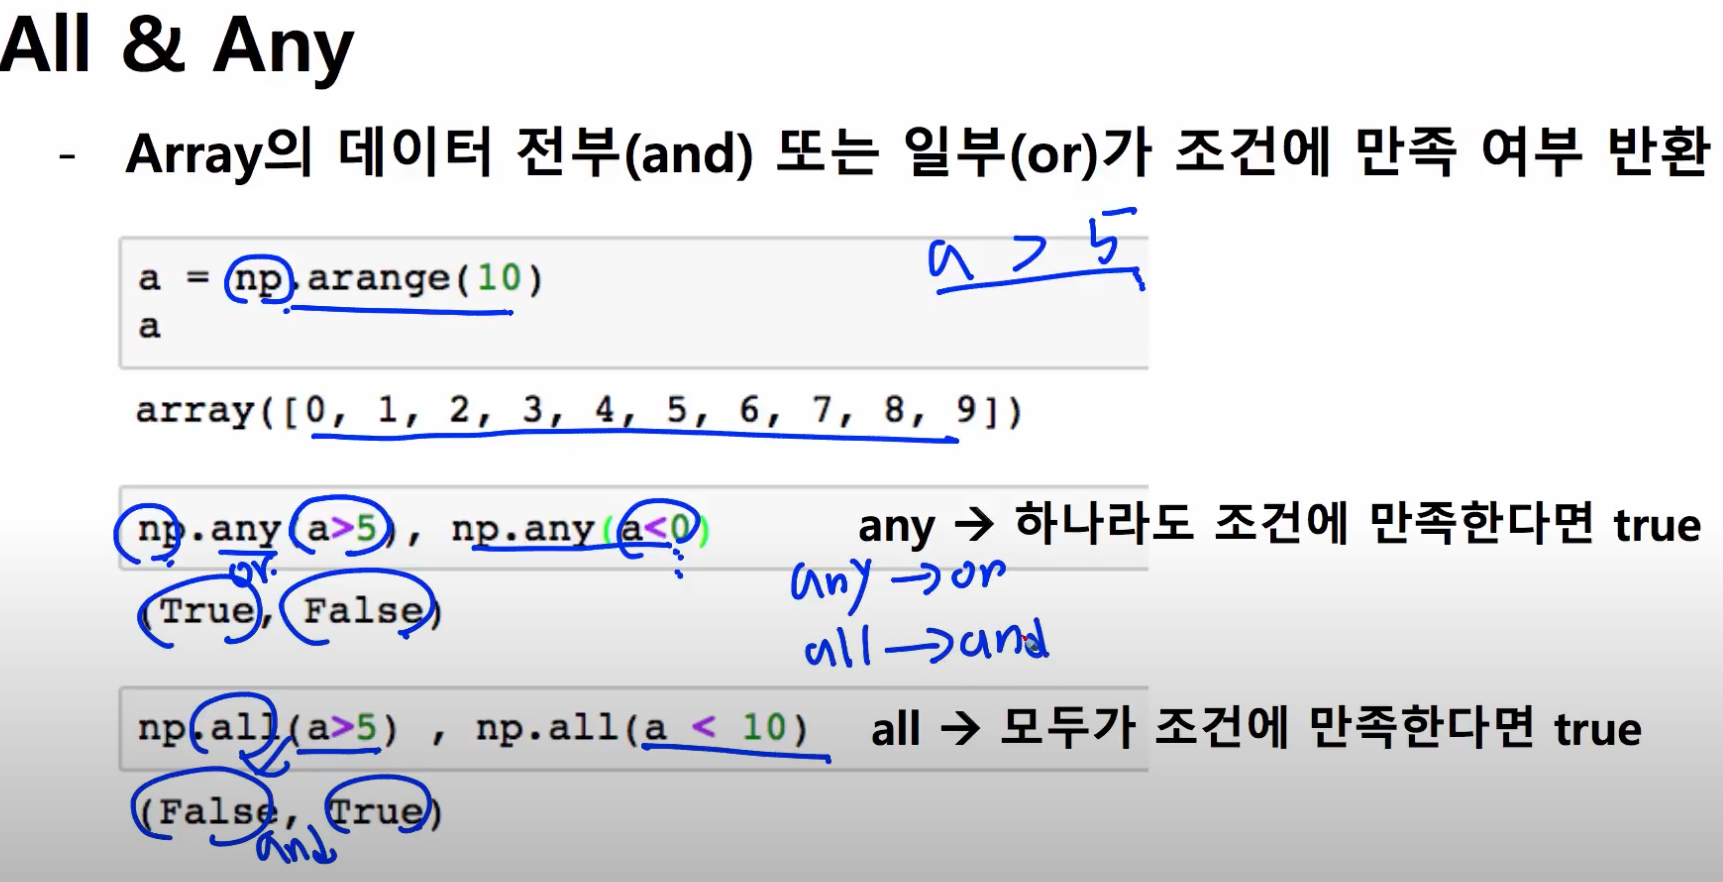 All & Any
- Array의 데이터 전부(and) 또는 일부(or)가 조건에 만족 여부 반환
a > 5
a = np.arange(10)
a
array([0, 1, 2, 3, 4, 5, 6, 7, 8, 9])
np.any(a>5), np.any(a<0)
any → 하나라도 조건에 만족한다면 true
or
any → or
(True, False)
all → and
np.all(a>5) , np.all(a < 10)
all → 모두가 조건에 만족한다면 true
(False, True)
and